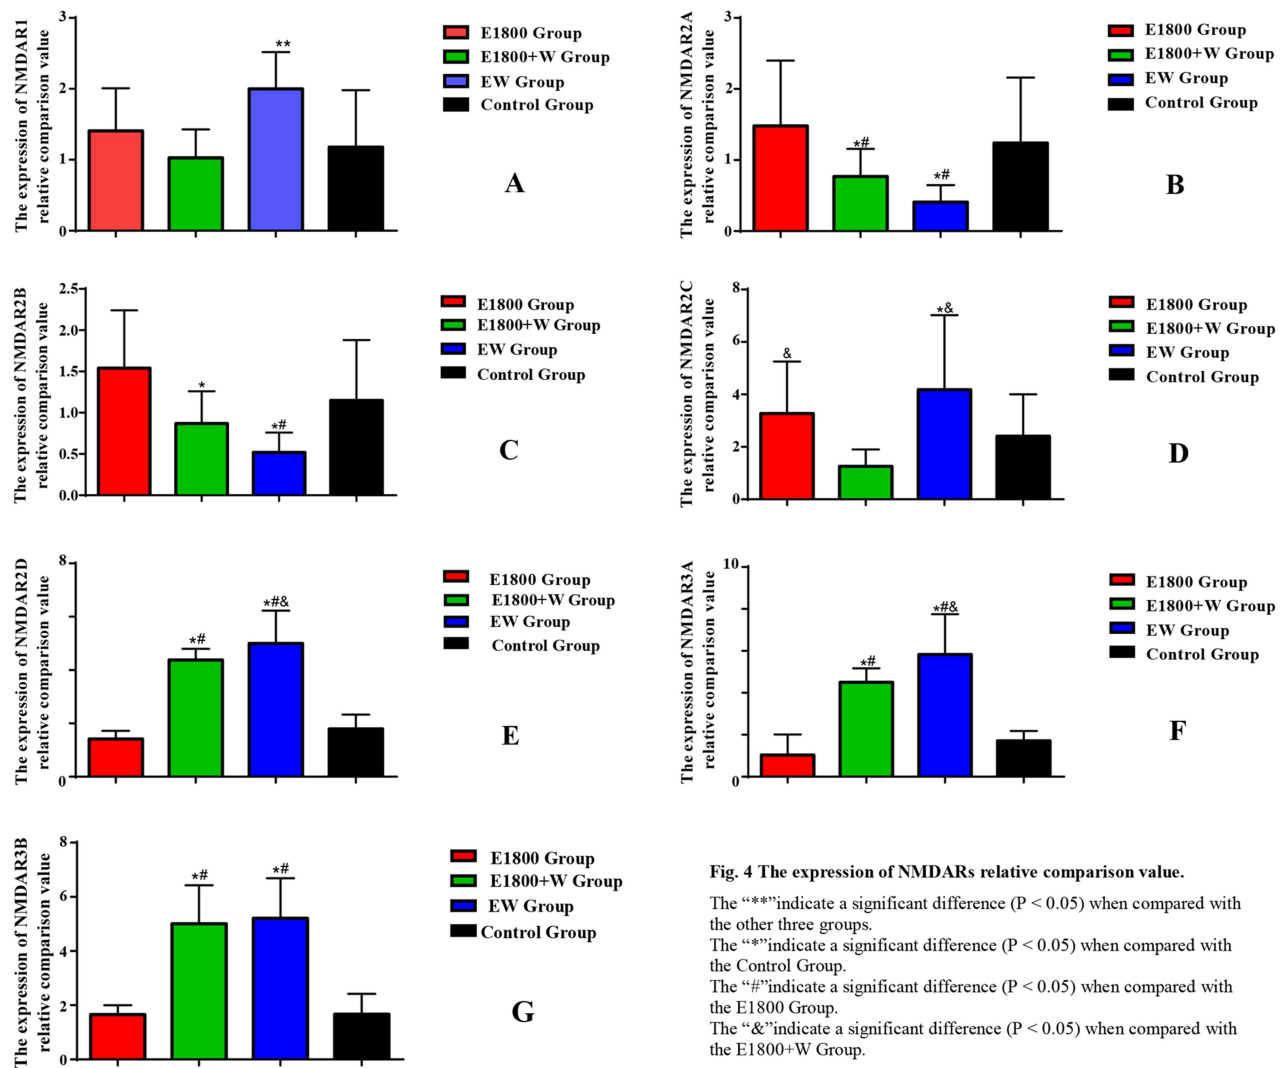 The expression of NMDAR1
relative comparison value
3
2
1
0
**
E1800 Group
E1800+W Group
EW Group
Control Group
A
The expression of NMDAR2A
relative comparison value
3
2
1
0
*#
*#
E1800 Group
E1800+W Group
EW Group
Control Group
B
The expression of NMDAR2B
relative comparison value
2.5
2.0
1.5
1.0
0.5
0.0
*
*#
E1800 Group
E1800+W Group
EW Group
Control Group
C
The expression of NMDAR2C
relative comparison value
8
6
4
2
0
&
*&
E1800 Group
E1800+W Group
EW Group
Control Group
D
The expression of NMDAR2D
relative comparison value
8
0
*#
*#&
E1800 Group
E1800+W Group
EW Group
Control Group
E
The expression of NMDAR3A
relative comparison value
10
0
*#
*#&
E1800 Group
E1800+W Group
EW Group
Control Group
F
The expression of NMDAR3B
relative comparison value
8
6
4
2
0
*#
*#
E1800 Group
E1800+W Group
EW Group
Control Group
G
Fig. 4 The expression of NMDARs relative comparison value.
The “**”indicate a significant difference (P < 0.05) when compared with
the other three groups.
The “*”indicate a significant difference (P < 0.05) when compared with
the Control Group.
The “#”indicate a significant difference (P < 0.05) when compared with
the E1800 Group.
The “&”indicate a significant difference (P < 0.05) when compared with
the E1800+W Group.